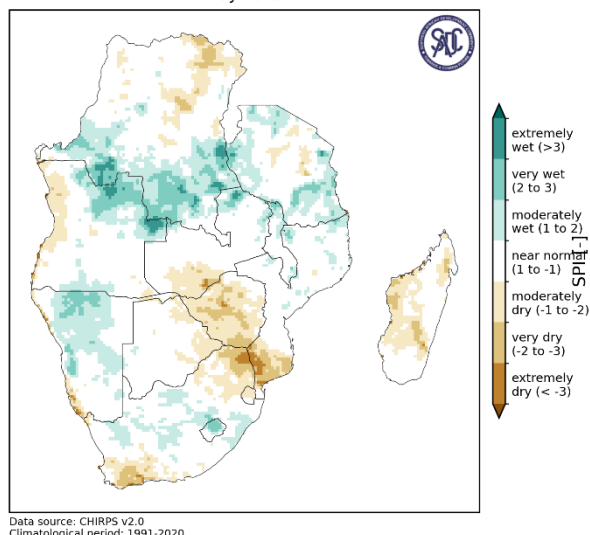 SADC
extremely
wet (>3)
very wet
(2 to 3)
moderately
wet (1 to 2)
near normal
(1 to -1)
moderately
dry (-1 to -2)
very dry
(-2 to -3)
extremely
dry (< -3)
SPI [-]
Data source: CHIRPS v2.0
Climatological period: 1991-2020